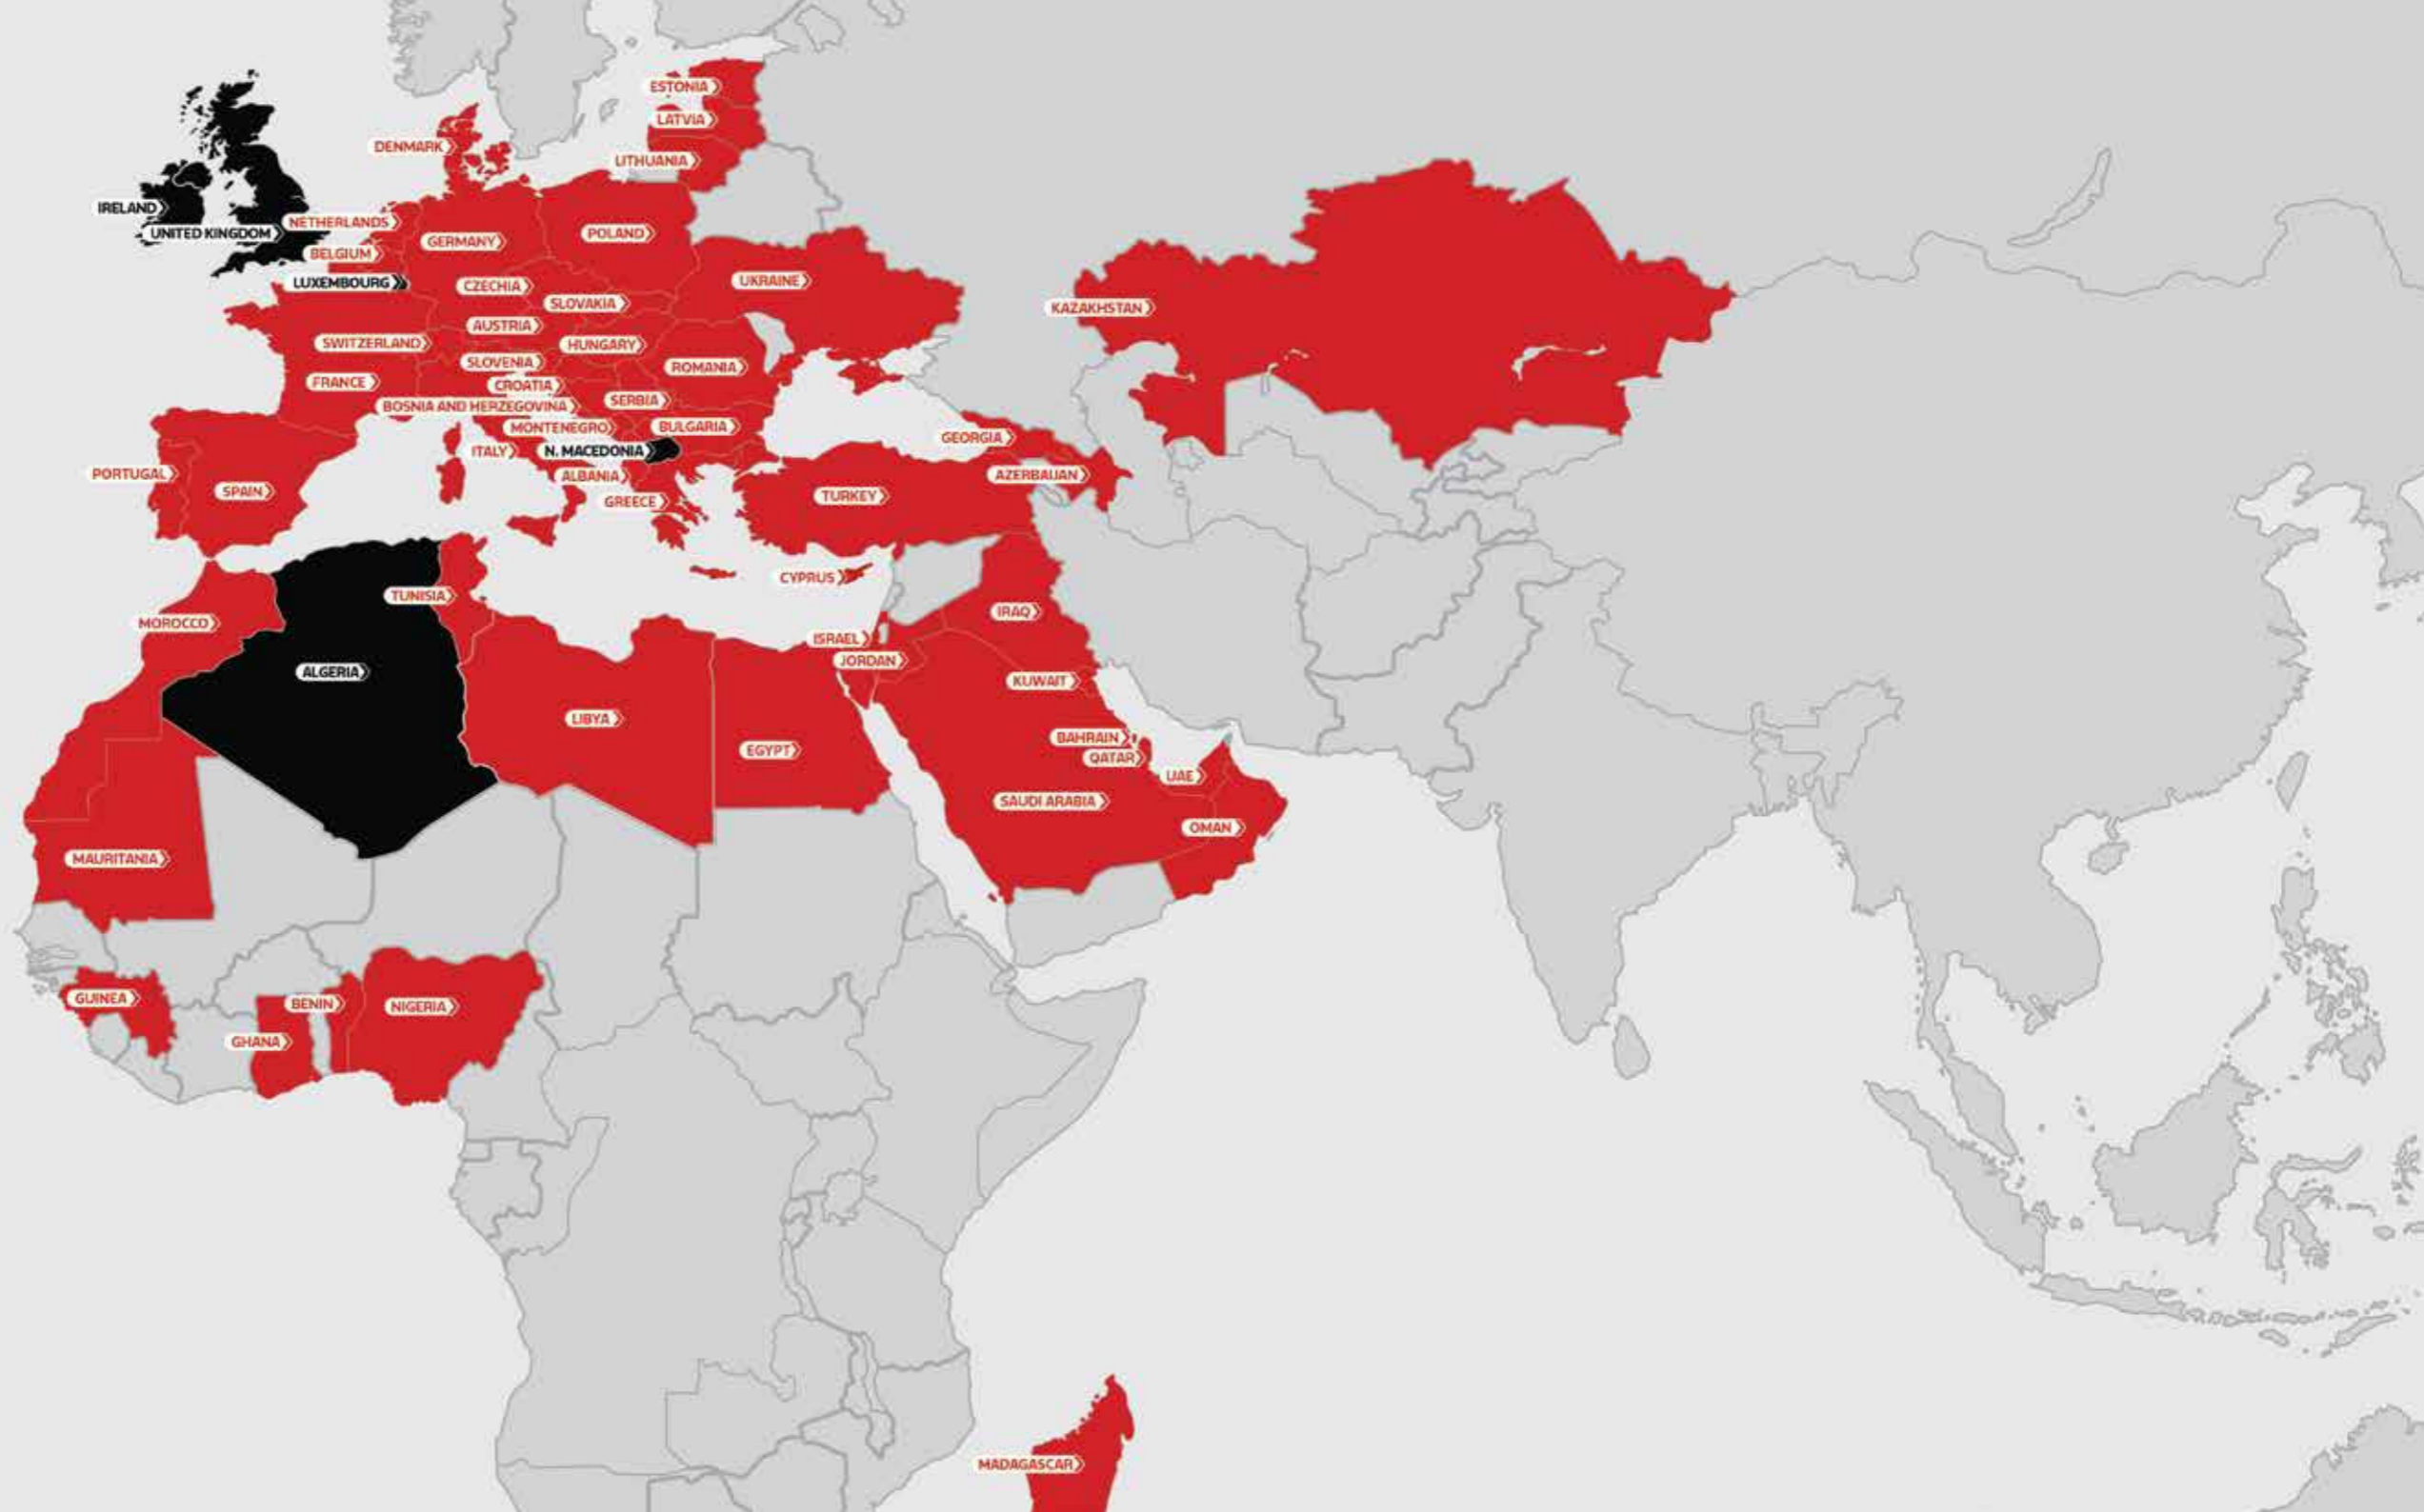 ESTONIA
LATVIA
DENMARK
LITHUANIA
IRELAND
NETHERLANDS
UNITED KINGDOM
GERMANY
POLAND
BELGIUM
LUXEMBOURG
CZECHIA
UKRAINE
SLOVAKIA
KAZAKHSTAN
AUSTRIA
SWITZERLAND
HUNGARY
SLOVENIA
ROMANIA
FRANCE
CROATIA
BOSNIA AND HERZEGOVINA
SERBIA
MONTENEGRO
BULGARIA
GEORGIA
ITALY
N. MACEDONIA
PORTUGAL
ALBANIA
AZERBAIJAN
SPAIN
GREECE
TURKEY
CYPRUS
TUNISIA
IRAQ
MOROCCO
ISRAEL
JORDAN
ALGERIA
KUWAIT
LIBYA
BAHRAIN
EGYPT
QATAR
UAE
SAUDI ARABIA
OMAN
MAURITANIA
GUINEA
BENIN
NIGERIA
GHANA
MADAGASCAR